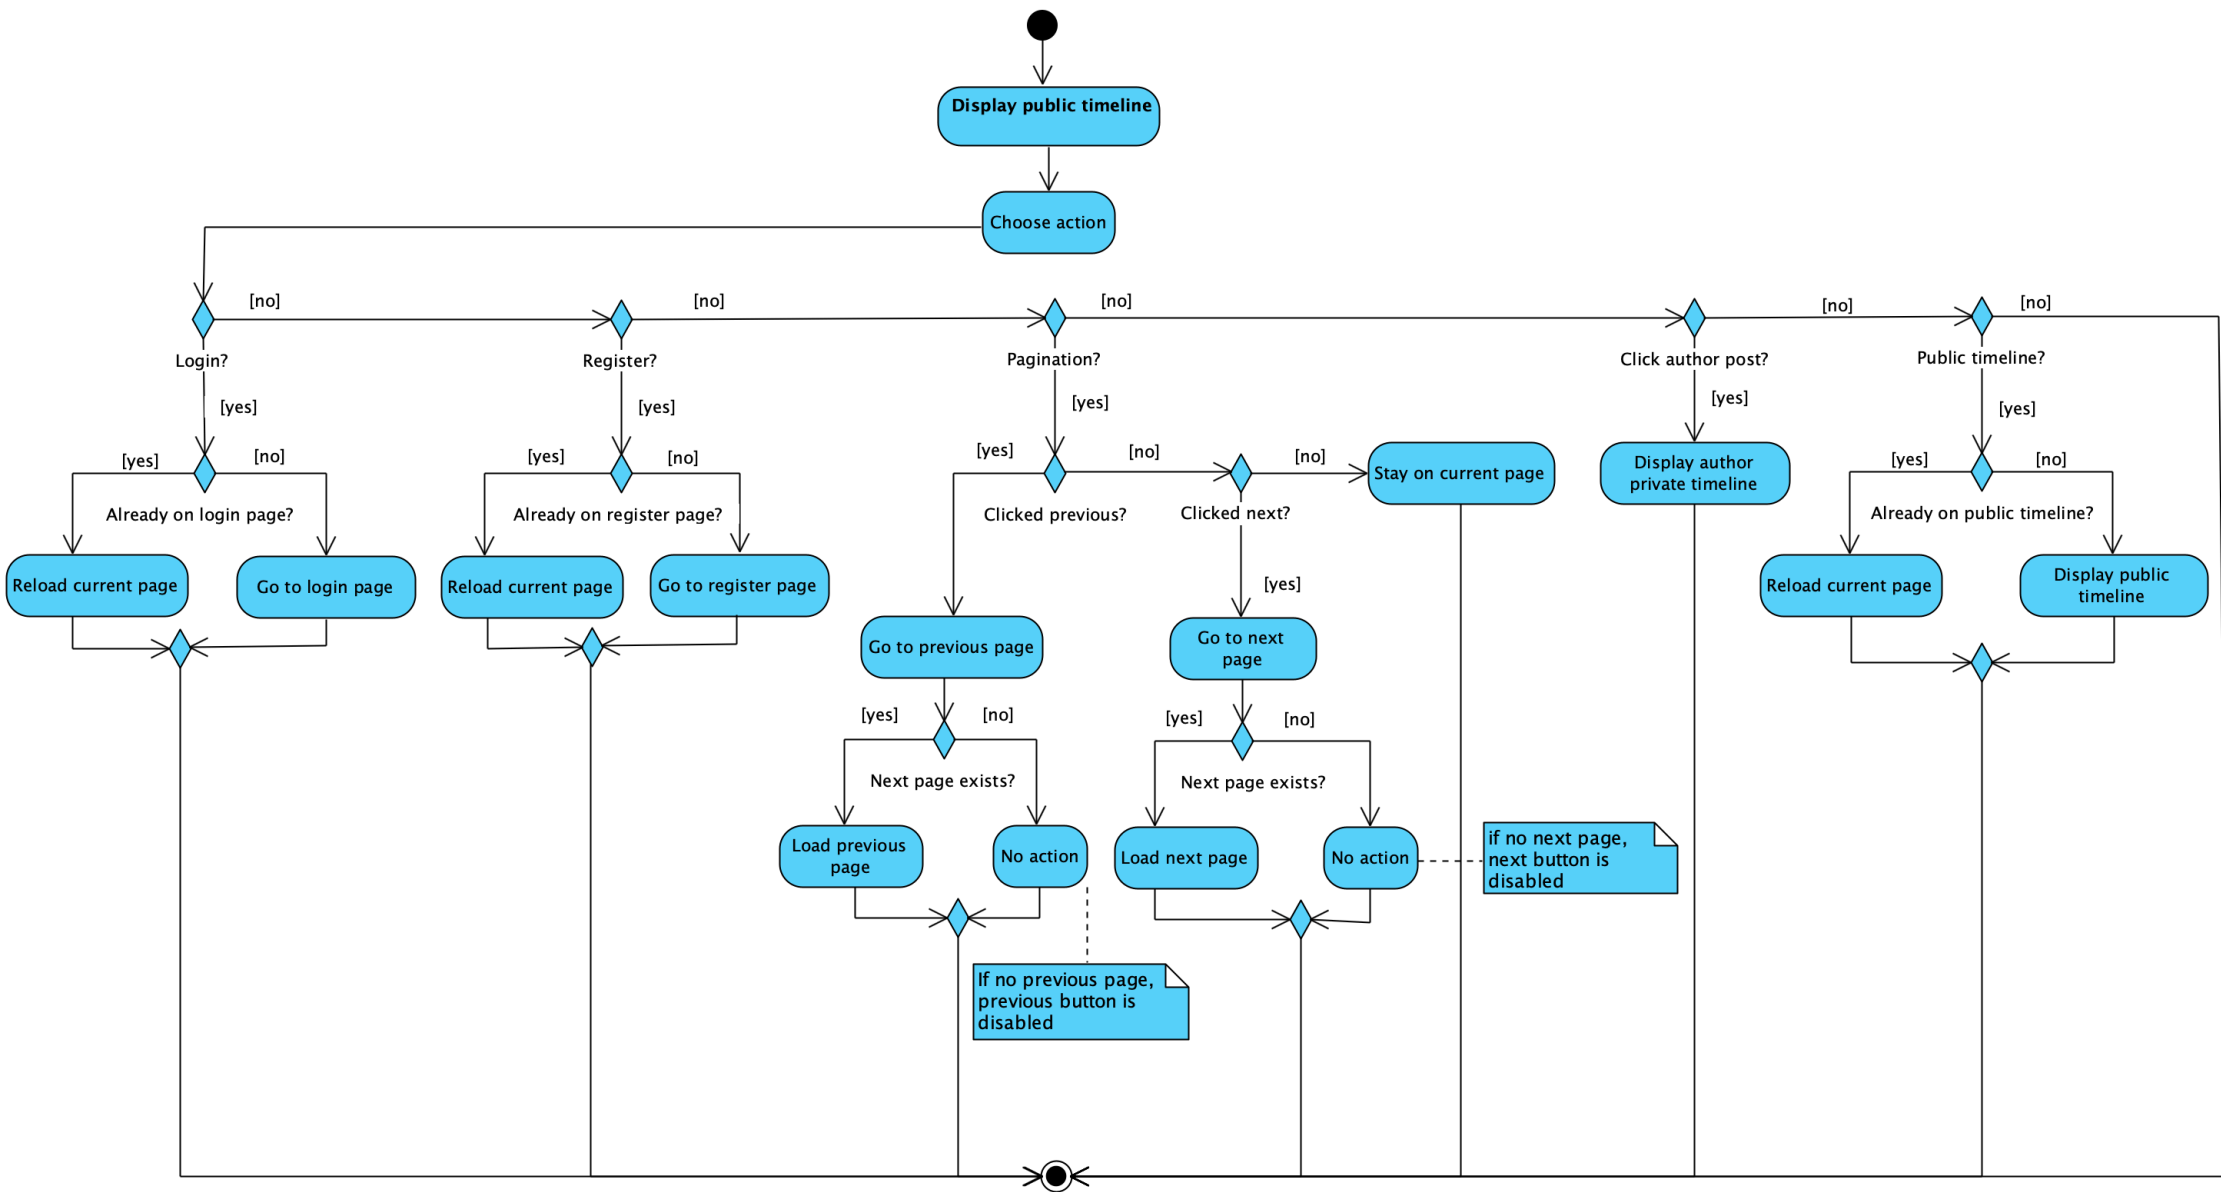 Display public timeline
Choose action
[no]
[no]
[no]
[no]
[no]
Login?
Register?
Pagination?
Click author post?
Public timeline?
[yes]
[yes]
[yes]
[yes]
[yes]
[yes]
[no]
[yes]
[no]
[yes]
[no]
[no]
[yes]
[no]
Already on login page?
Already on register page?
Clicked previous?
Clicked next?
Stay on current page
Display author
private timeline
Already on public timeline?
Reload current page
Go to login page
Reload current page
Go to register page
[yes]
Reload current page
Display public
timeline
Go to previous page
Go to next
page
[yes]
[no]
[yes]
[no]
Next page exists?
Next page exists?
Load previous
page
No action
Load next page
No action
if no next page,
next button is
disabled
If no previous page,
previous button is
disabled